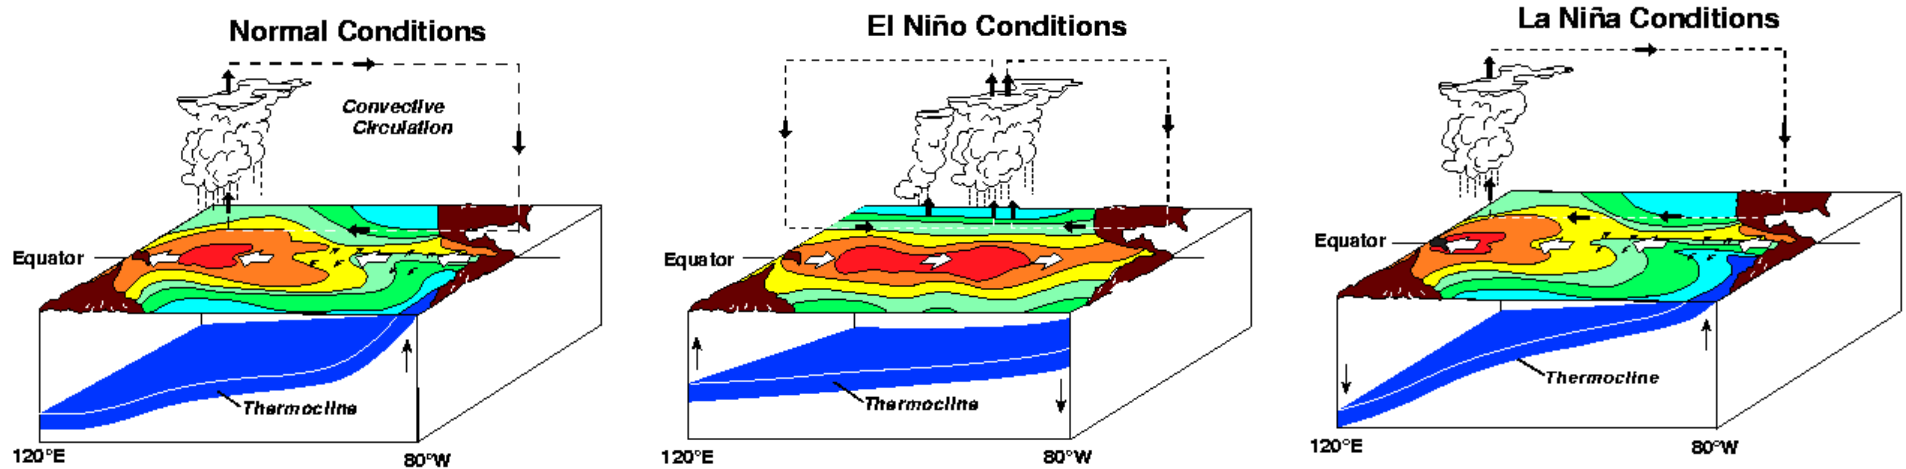 Normal Conditions
Convective
Circulation
Equator
Thermocline
120°E
80°W
El Niño Conditions
Equator
Thermocline
120°E
80°W
La Niña Conditions
Equator
Thermocline
120°E
80°W